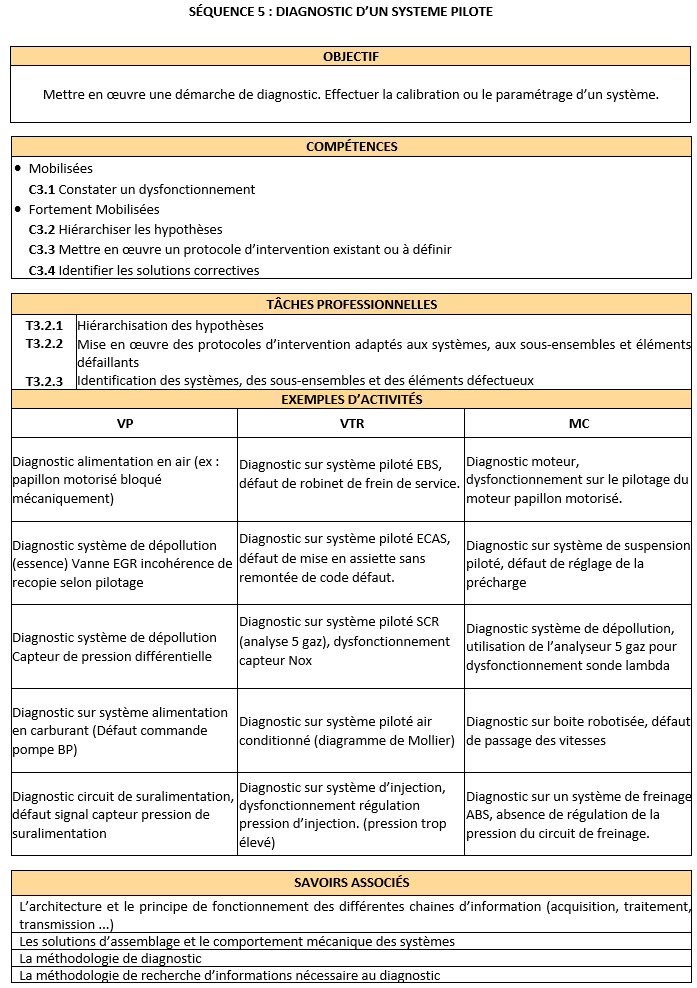 SÉQUENCE 5 : DIAGNOSTIC D’UN SYSTEME PILOTE
OBJECTIF
Mettre en œuvre une démarche de diagnostic. Effectuer la calibration ou le paramétrage d’un système.
COMPÉTENCES
• Mobilisées
C3.1 Constater un dysfonctionnement
• Fortement Mobilisées
C3.2 Hiérarchiser les hypothèses
C3.3 Mettre en œuvre un protocole d’intervention existant ou à définir
C3.4 Identifier les solutions correctives
TÂCHES PROFESSIONNELLES
T3.2.1 Hiérarchisation des hypothèses
T3.2.2 Mise en œuvre des protocoles d’intervention adaptés aux systèmes, aux sous-ensembles et éléments
défaillants
T3.2.3 Identification des systèmes, des sous-ensembles et des éléments défectueux
EXEMPLES D’ACTIVITÉS
VP
VTR
MC
Diagnostic alimentation en air (ex :
papillon motorisé bloqué
mécaniquement)
Diagnostic sur système piloté EBS,
défaut de robinet de frein de service.
Diagnostic moteur,
dysfonctionnement sur le pilotage du
moteur papillon motorisé.
Diagnostic système de dépollution
(essence) Vanne EGR incohérence de
recopie selon pilotage
Diagnostic sur système piloté ECAS,
défaut de mise en assiette sans
remontée de code défaut.
Diagnostic sur système de suspension
piloté, défaut de réglage de la
précharge
Diagnostic système de dépollution
Capteur de pression différentielle
Diagnostic sur système piloté SCR
(analyse 5 gaz), dysfonctionnement
capteur Nox
Diagnostic système de dépollution,
utilisation de l’analyseur 5 gaz pour
dysfonctionnement sonde lambda
Diagnostic sur système alimentation
en carburant (Défaut commande
pompe BP)
Diagnostic sur système piloté air
conditionné (diagramme de Mollier)
Diagnostic sur boite robotisée, défaut
de passage des vitesses
Diagnostic circuit de suralimentation,
défaut signal capteur pression de
suralimentation
Diagnostic sur système d’injection,
dysfonctionnement régulation
pression d’injection. (pression trop
élevé)
Diagnostic sur un système de freinage
ABS, absence de régulation de la
pression du circuit de freinage.
SAVOIRS ASSOCIÉS
L’architecture et le principe de fonctionnement des différentes chaines d’information (acquisition, traitement,
transmission ...)
Les solutions d’assemblage et le comportement mécanique des systèmes
La méthodologie de diagnostic
La méthodologie de recherche d’informations nécessaire au diagnostic